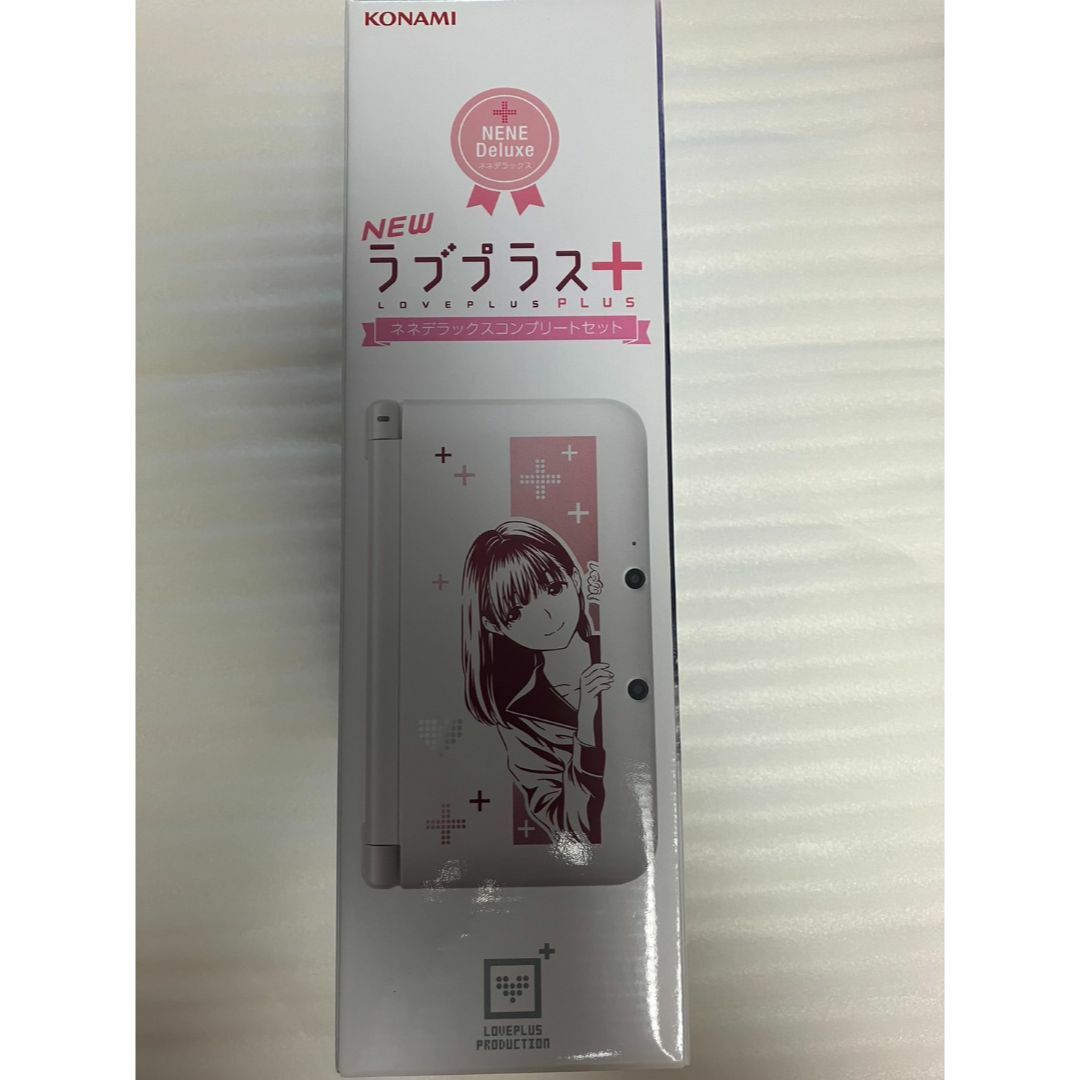 KONAMI
NENE
Deluxe
ネネデラックス
NEW
ラブプラス+
LOVEPLUS PLUS
ネネデラックスコンプリートセット
LOVEPLUS
PRODUCTION